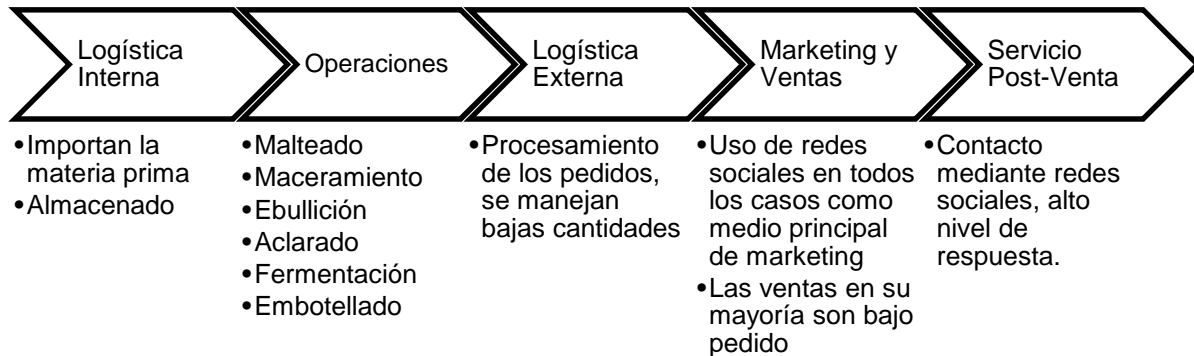 Logística
Interna
Operaciones
Logística
Externa
Marketing y
Ventas
Servicio
Post-Venta
•Importan la
materia prima
•Almacenado
•Malteado
•Maceramiento
•Ebullición
•Aclarado
•Fermentación
•Embotellado
•Procesamiento
de los pedidos,
se manejan
bajas cantidades
•Uso de redes
sociales en todos
los casos como
medio principal
de marketing
•Las ventas en su
mayoría son bajo
pedido
•Contacto
mediante redes
sociales, alto
nivel de
respuesta.